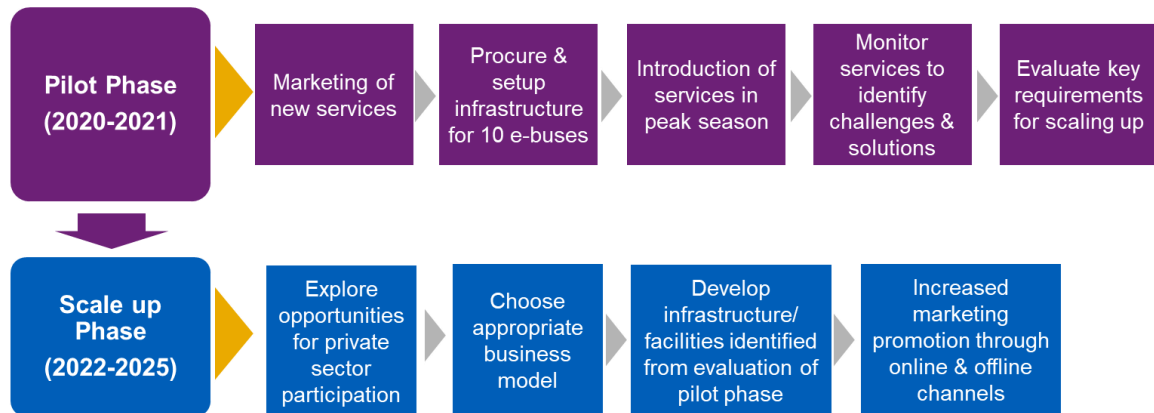 Pilot Phase
(2020-2021)
Marketing of
new services
Procure &
setup
infrastructure
for 10 e-buses
Introduction of
services in
peak season
Monitor
services to
identify
challenges &
solutions
Evaluate key
requirements
for scaling up
Scale up
Phase
(2022-2025)
Explore
opportunities
for private
sector
participation
Choose
appropriate
business
model
Develop
infrastructure/
facilities identified
from evaluation of
pilot phase
Increased
marketing
promotion through
online & offline
channels